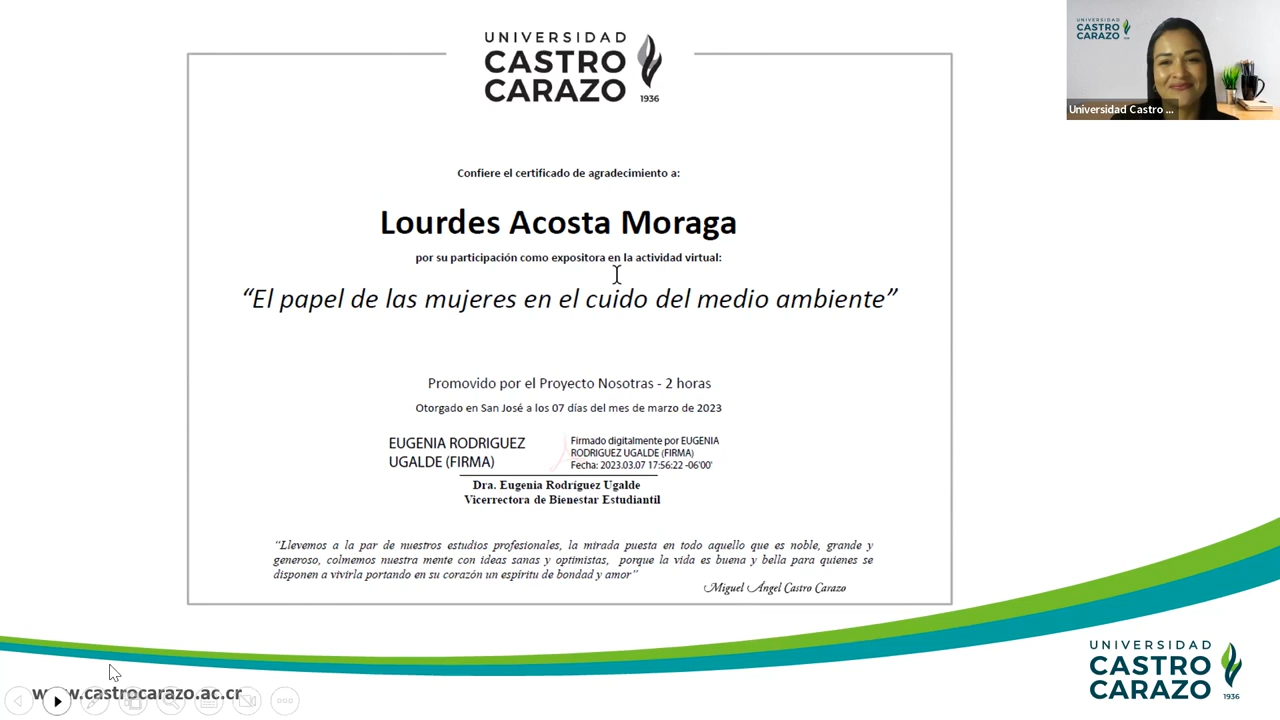 UNIVERSIDAD
CASTRO
CARAZO
1936
Confiere el certificado de agradecimiento a:
Lourdes Acosta Moraga
por su participación como expositora en la actividad virtual:
“El papel de las mujeres en el cuido del medio ambiente”
Promovido por el Proyecto Nosotras - 2 horas
Otorgado en San José a los 07 días del mes de marzo de 2023
EUGENIA RODRIGUEZ
UGALDE (FIRMA)
Firmado digitalmente por EUGENIA
RODRIGUEZ UGALDE (FIRMA)
Fecha: 2023.03.07 17:56:22 -06'00'
Dra. Eugenia Rodríguez Ugalde
Vicerrectora de Bienestar Estudiantil
“Llevemos a la par de nuestros estudios profesionales, la mirada puesta en todo aquello que es noble, grande y
generoso, colmemos nuestra mente con ideas sanas y optimistas, porque la vida es buena y bella para quienes se
disponen a vivirla portando en su corazón un espíritu de bondad y amor”
Miguel Ángel Castro Carazo
UNIVERSIDAD
CASTRO
CARAZO
Universidad Castro ...
www.castrocarazo.ac.cr
UNIVERSIDAD
CASTRO
CARAZO
1936